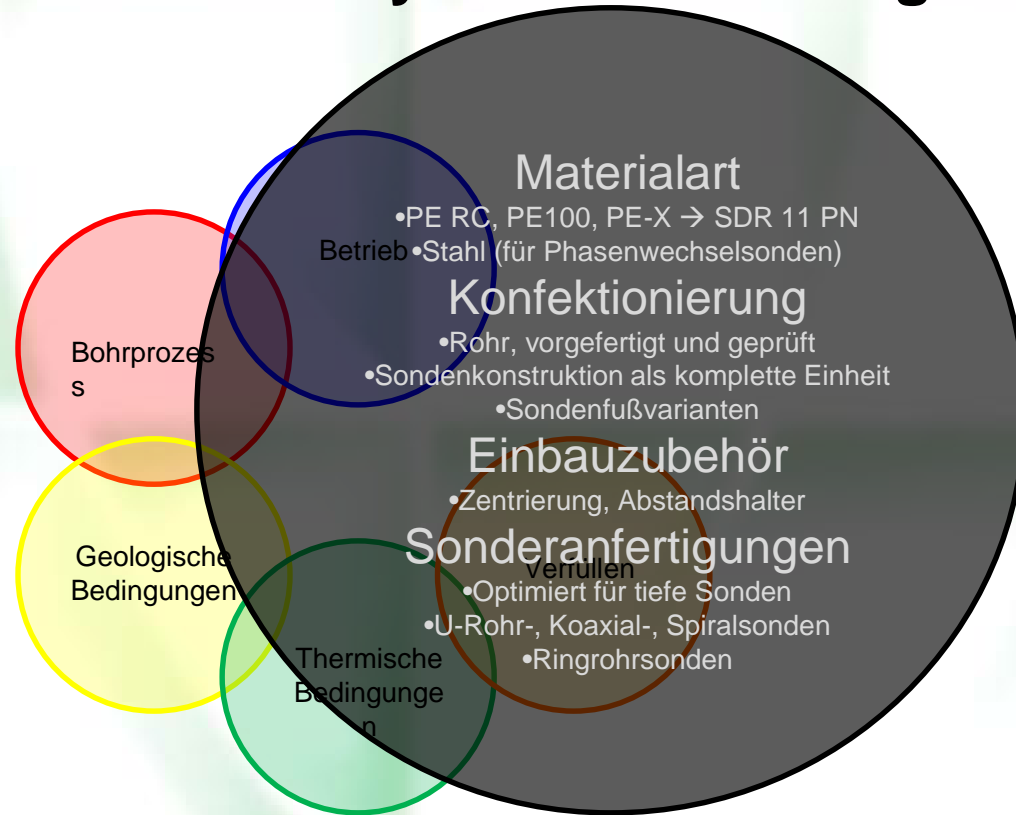 Materialart
•PE RC, PE100, PE-X → SDR 11 PN
•Stahl (für Phasenwechselsonden)
Konfektionierung
•Rohr, vorgefertigt und geprüft
•Sondenkonstruktion als komplette Einheit
•Sondenfußvarianten
Einbauzubehör
•Zentrierung, Abstandshalter
Sonderanfertigungen
•Optimiert für tiefe Sonden
•U-Rohr-, Koaxial-, Spiralsonden
•Ringrohrsonden
Betrieb
Bohrprozes
s
Geologische
Bedingungen
Thermische
Bedingunge
n
Verfüllen